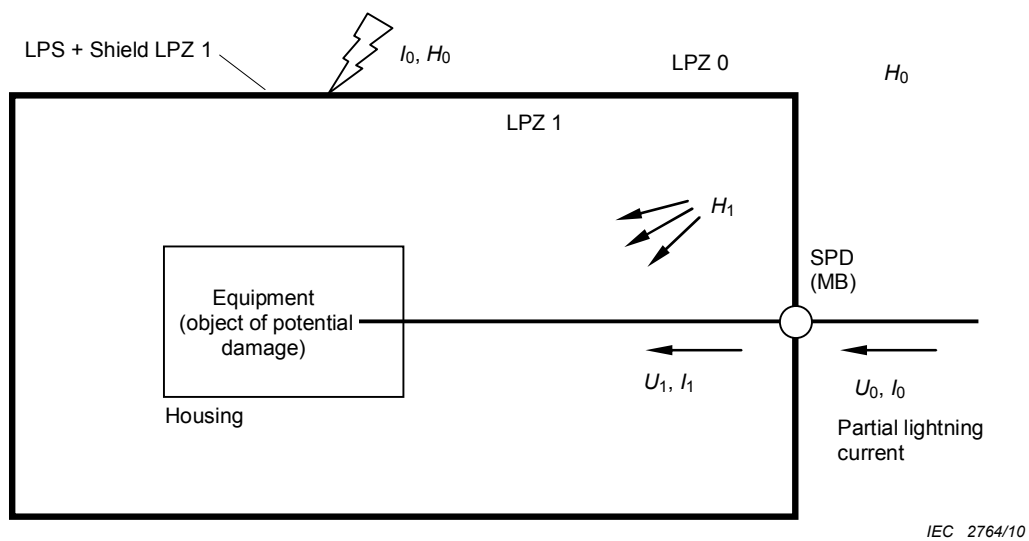 LPS + Shield LPZ 1
I₀, H₀
LPZ 0
H₀
LPZ 1
H₁
SPD
(MB)
Equipment
(object of potential
damage)
Housing
U₁, I₁
U₀, I₀
Partial lightning
current
IEC 2764/10